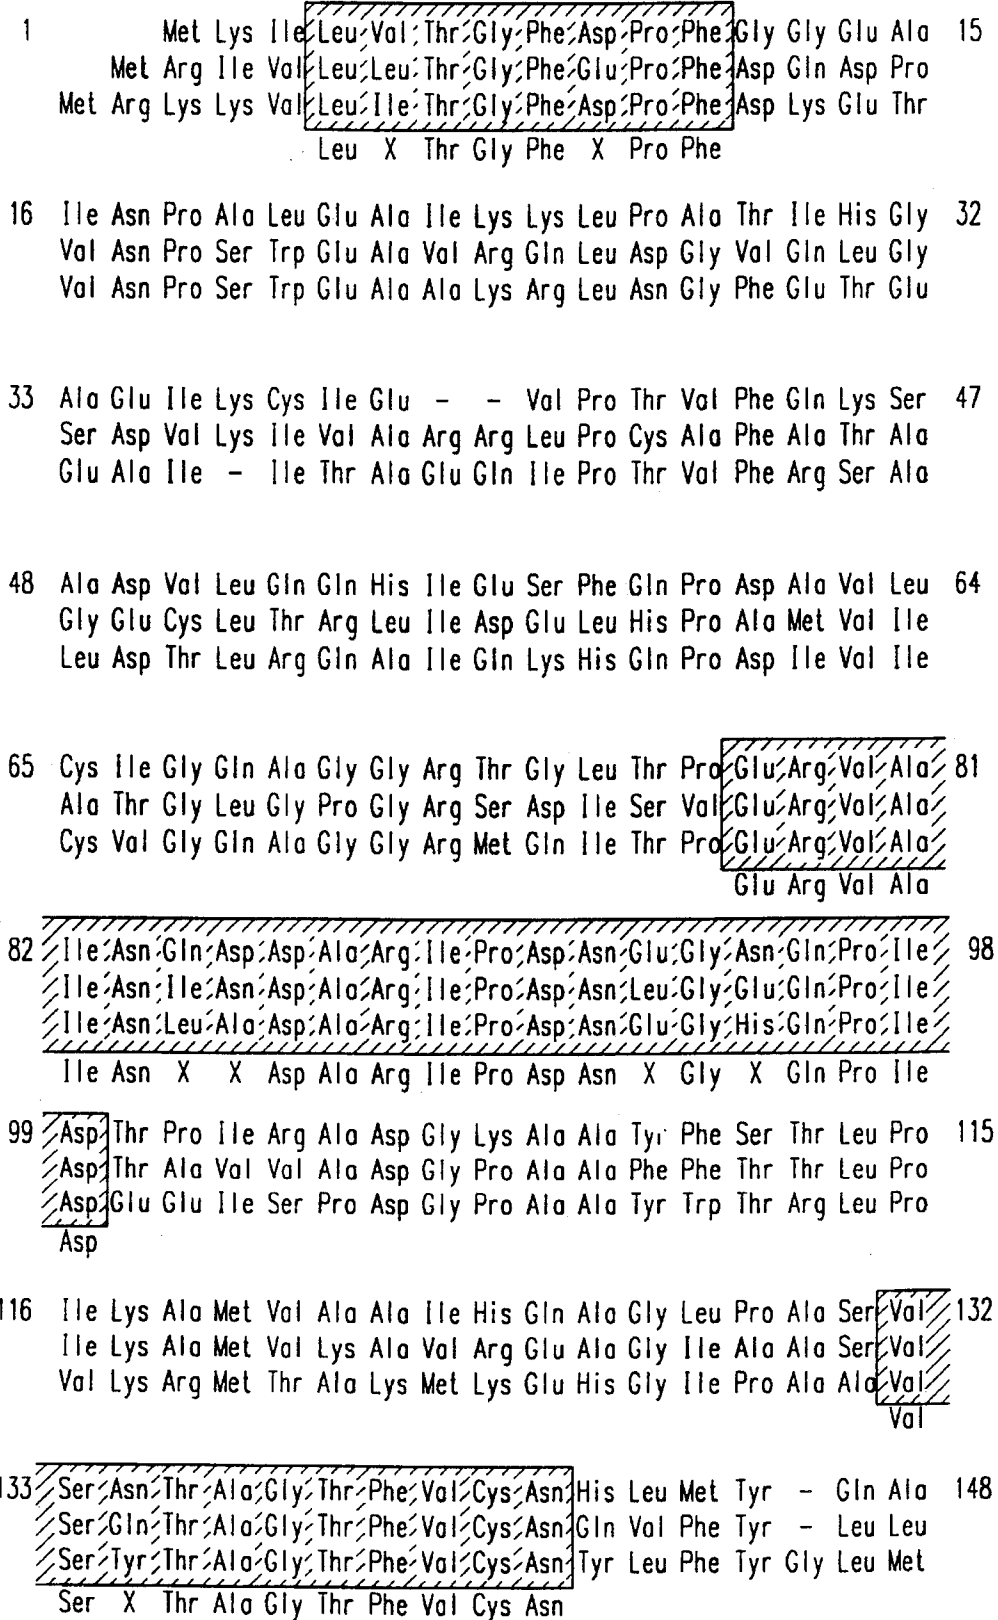 1 Met Lys Ile Leu Val Thr Gly Phe Asp Pro Phe Gly Gly Glu Ala 15
Met Arg Ile Val Leu Leu Thr Gly Phe Glu Pro Phe Asp Gln Asp Pro
Met Arg Lys Lys Val Leu Ile Thr Gly Phe Asp Pro Phe Asp Lys Glu Thr
Leu X Thr Gly Phe X Pro Phe
16 Ile Asn Pro Ala Leu Glu Ala Ile Lys Lys Leu Pro Ala Thr Ile His Gly 32
Val Asn Pro Ser Trp Glu Ala Val Arg Gln Leu Asp Gly Val Gln Leu Gly
Val Asn Pro Ser Trp Glu Ala Ala Lys Arg Leu Asn Gly Phe Glu Thr Glu
33 Ala Glu Ile Lys Cys Ile Glu - - Val Pro Thr Val Phe Gln Lys Ser 47
Ser Asp Val Lys Ile Val Ala Arg Arg Leu Pro Cys Ala Phe Ala Thr Ala
Glu Ala Ile - Ile Thr Ala Glu Gln Ile Pro Thr Val Phe Arg Ser Ala
48 Ala Asp Val Leu Gln Gln His Ile Glu Ser Phe Gln Pro Asp Ala Val Leu 64
Gly Glu Cys Leu Thr Arg Leu Ile Asp Glu Leu His Pro Ala Met Val Ile
Leu Asp Thr Leu Arg Gln Ala Ile Gln Lys His Gln Pro Asp Ile Val Ile
65 Cys Ile Gly Gln Ala Gly Gly Arg Thr Gly Leu Thr Pro Glu Arg Val Ala 81
Ala Thr Gly Leu Gly Pro Gly Arg Ser Asp Ile Ser Val Glu Arg Val Ala
Cys Val Gly Gln Ala Gly Gly Arg Met Gln Ile Thr Pro Glu Arg Val Ala
Glu Arg Val Ala
82 Ile Asn Gln Asp Asp Ala Arg Ile Pro Asp Asn Glu Gly Asn Gln Pro Ile 98
Ile Asn Ile Asn Asp Ala Arg Ile Pro Asp Asn Leu Gly Glu Gln Pro Ile
Ile Asn Leu Ala Asp Ala Arg Ile Pro Asp Asn Glu Gly His Gln Pro Ile
Ile Asn X X Asp Ala Arg Ile Pro Asp Asn X Gly X Gln Pro Ile
99 Asp Thr Pro Ile Arg Ala Asp Gly Lys Ala Ala Tyr Phe Ser Thr Leu Pro 115
Asp Thr Ala Val Val Ala Asp Gly Pro Ala Ala Phe Phe Thr Thr Leu Pro
Asp Glu Glu Ile Ser Pro Asp Gly Pro Ala Ala Tyr Trp Thr Arg Leu Pro
Asp
116 Ile Lys Ala Met Val Ala Ala Ile His Gln Ala Gly Leu Pro Ala Ser Val 132
Ile Lys Ala Met Val Lys Ala Val Arg Glu Ala Gly Ile Ala Ala Ser Val
Val Lys Arg Met Thr Ala Lys Met Lys Glu His Gly Ile Pro Ala Ala Val
Val
133 Ser Asn Thr Ala Gly Thr Phe Val Cys Asn His Leu Met Tyr - Gln Ala 148
Ser Gln Thr Ala Gly Thr Phe Val Cys Asn Gln Val Phe Tyr - Leu Leu
Ser Tyr Thr Ala Gly Thr Phe Val Cys Asn Tyr Leu Phe Tyr Gly Leu Met
Ser X Thr Ala Gly Thr Phe Val Cys Asn